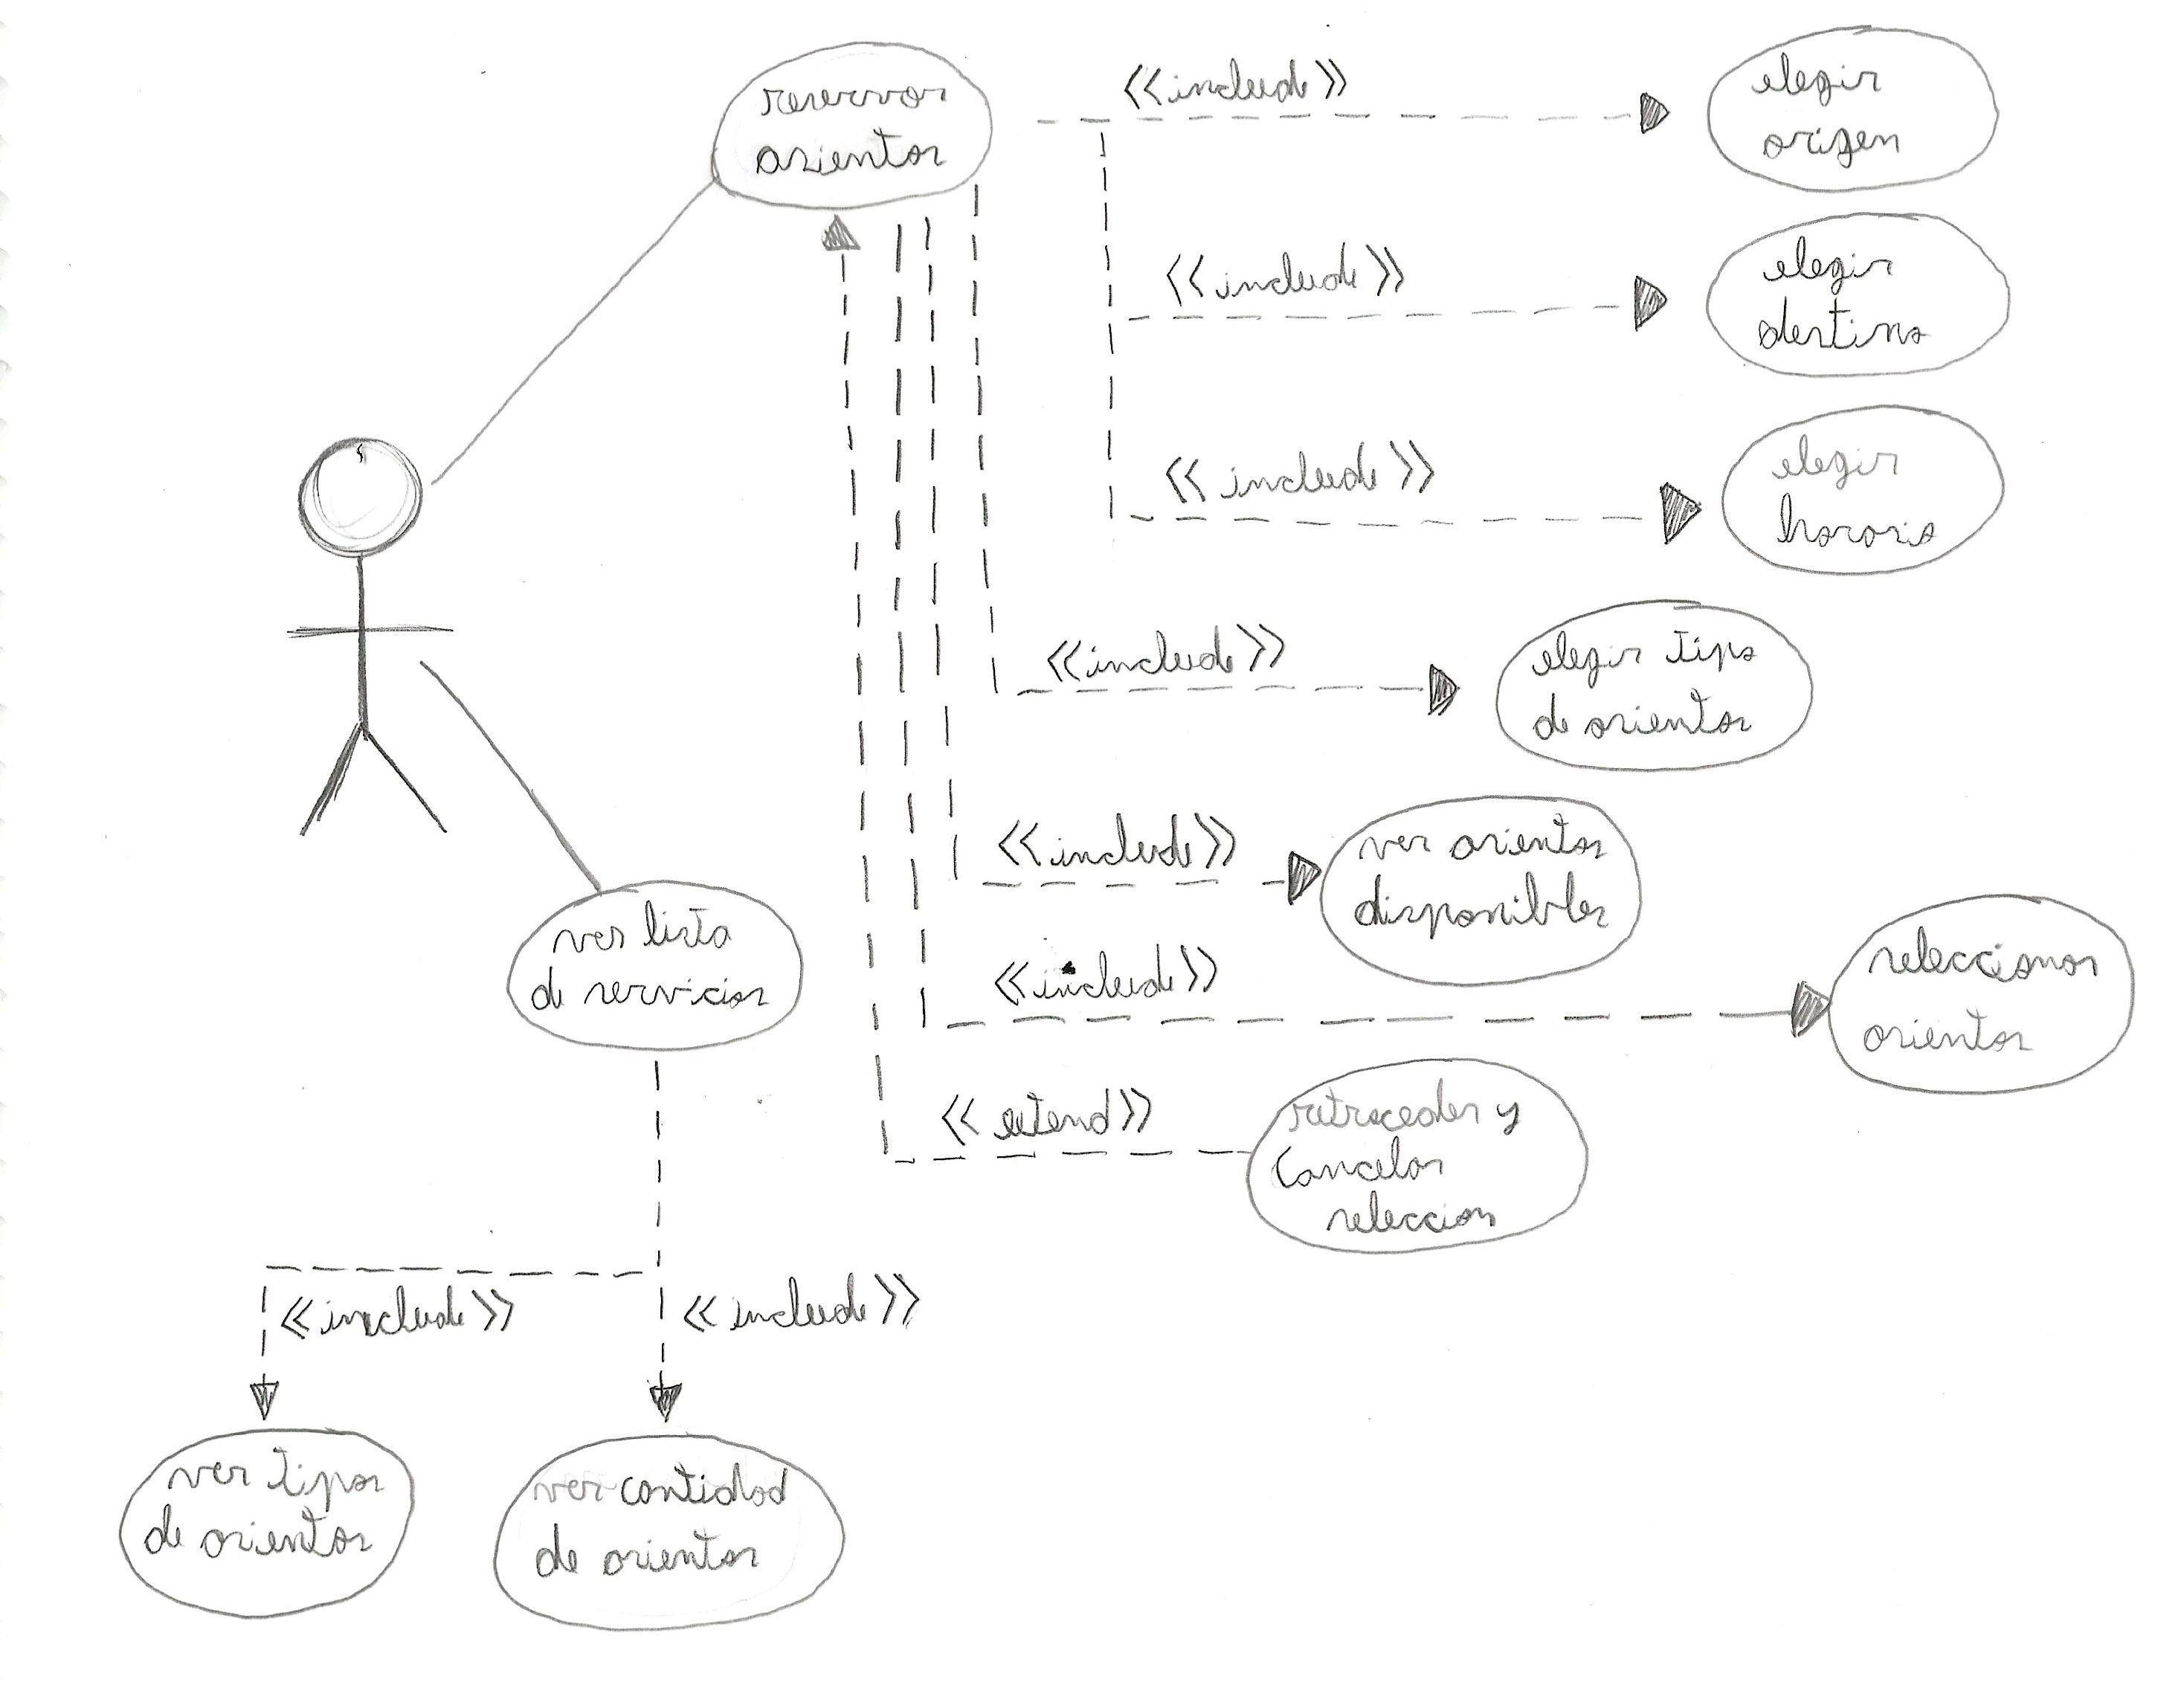 reservar
asientos
<<include>>
elegir
origen
<<include>>
elegir
destino
<<include>>
elegir
horario
<<include>>
elegir tipo
de asientos
<<include>>
ver asientos
disponibles
<<include>>
seleccionar
asientos
<<extend>>
retroceder y
cancelar
seleccion
ver lista
de servicios
<<include>>
<<include>>
ver tipos
de asientos
ver cantidad
de asientos